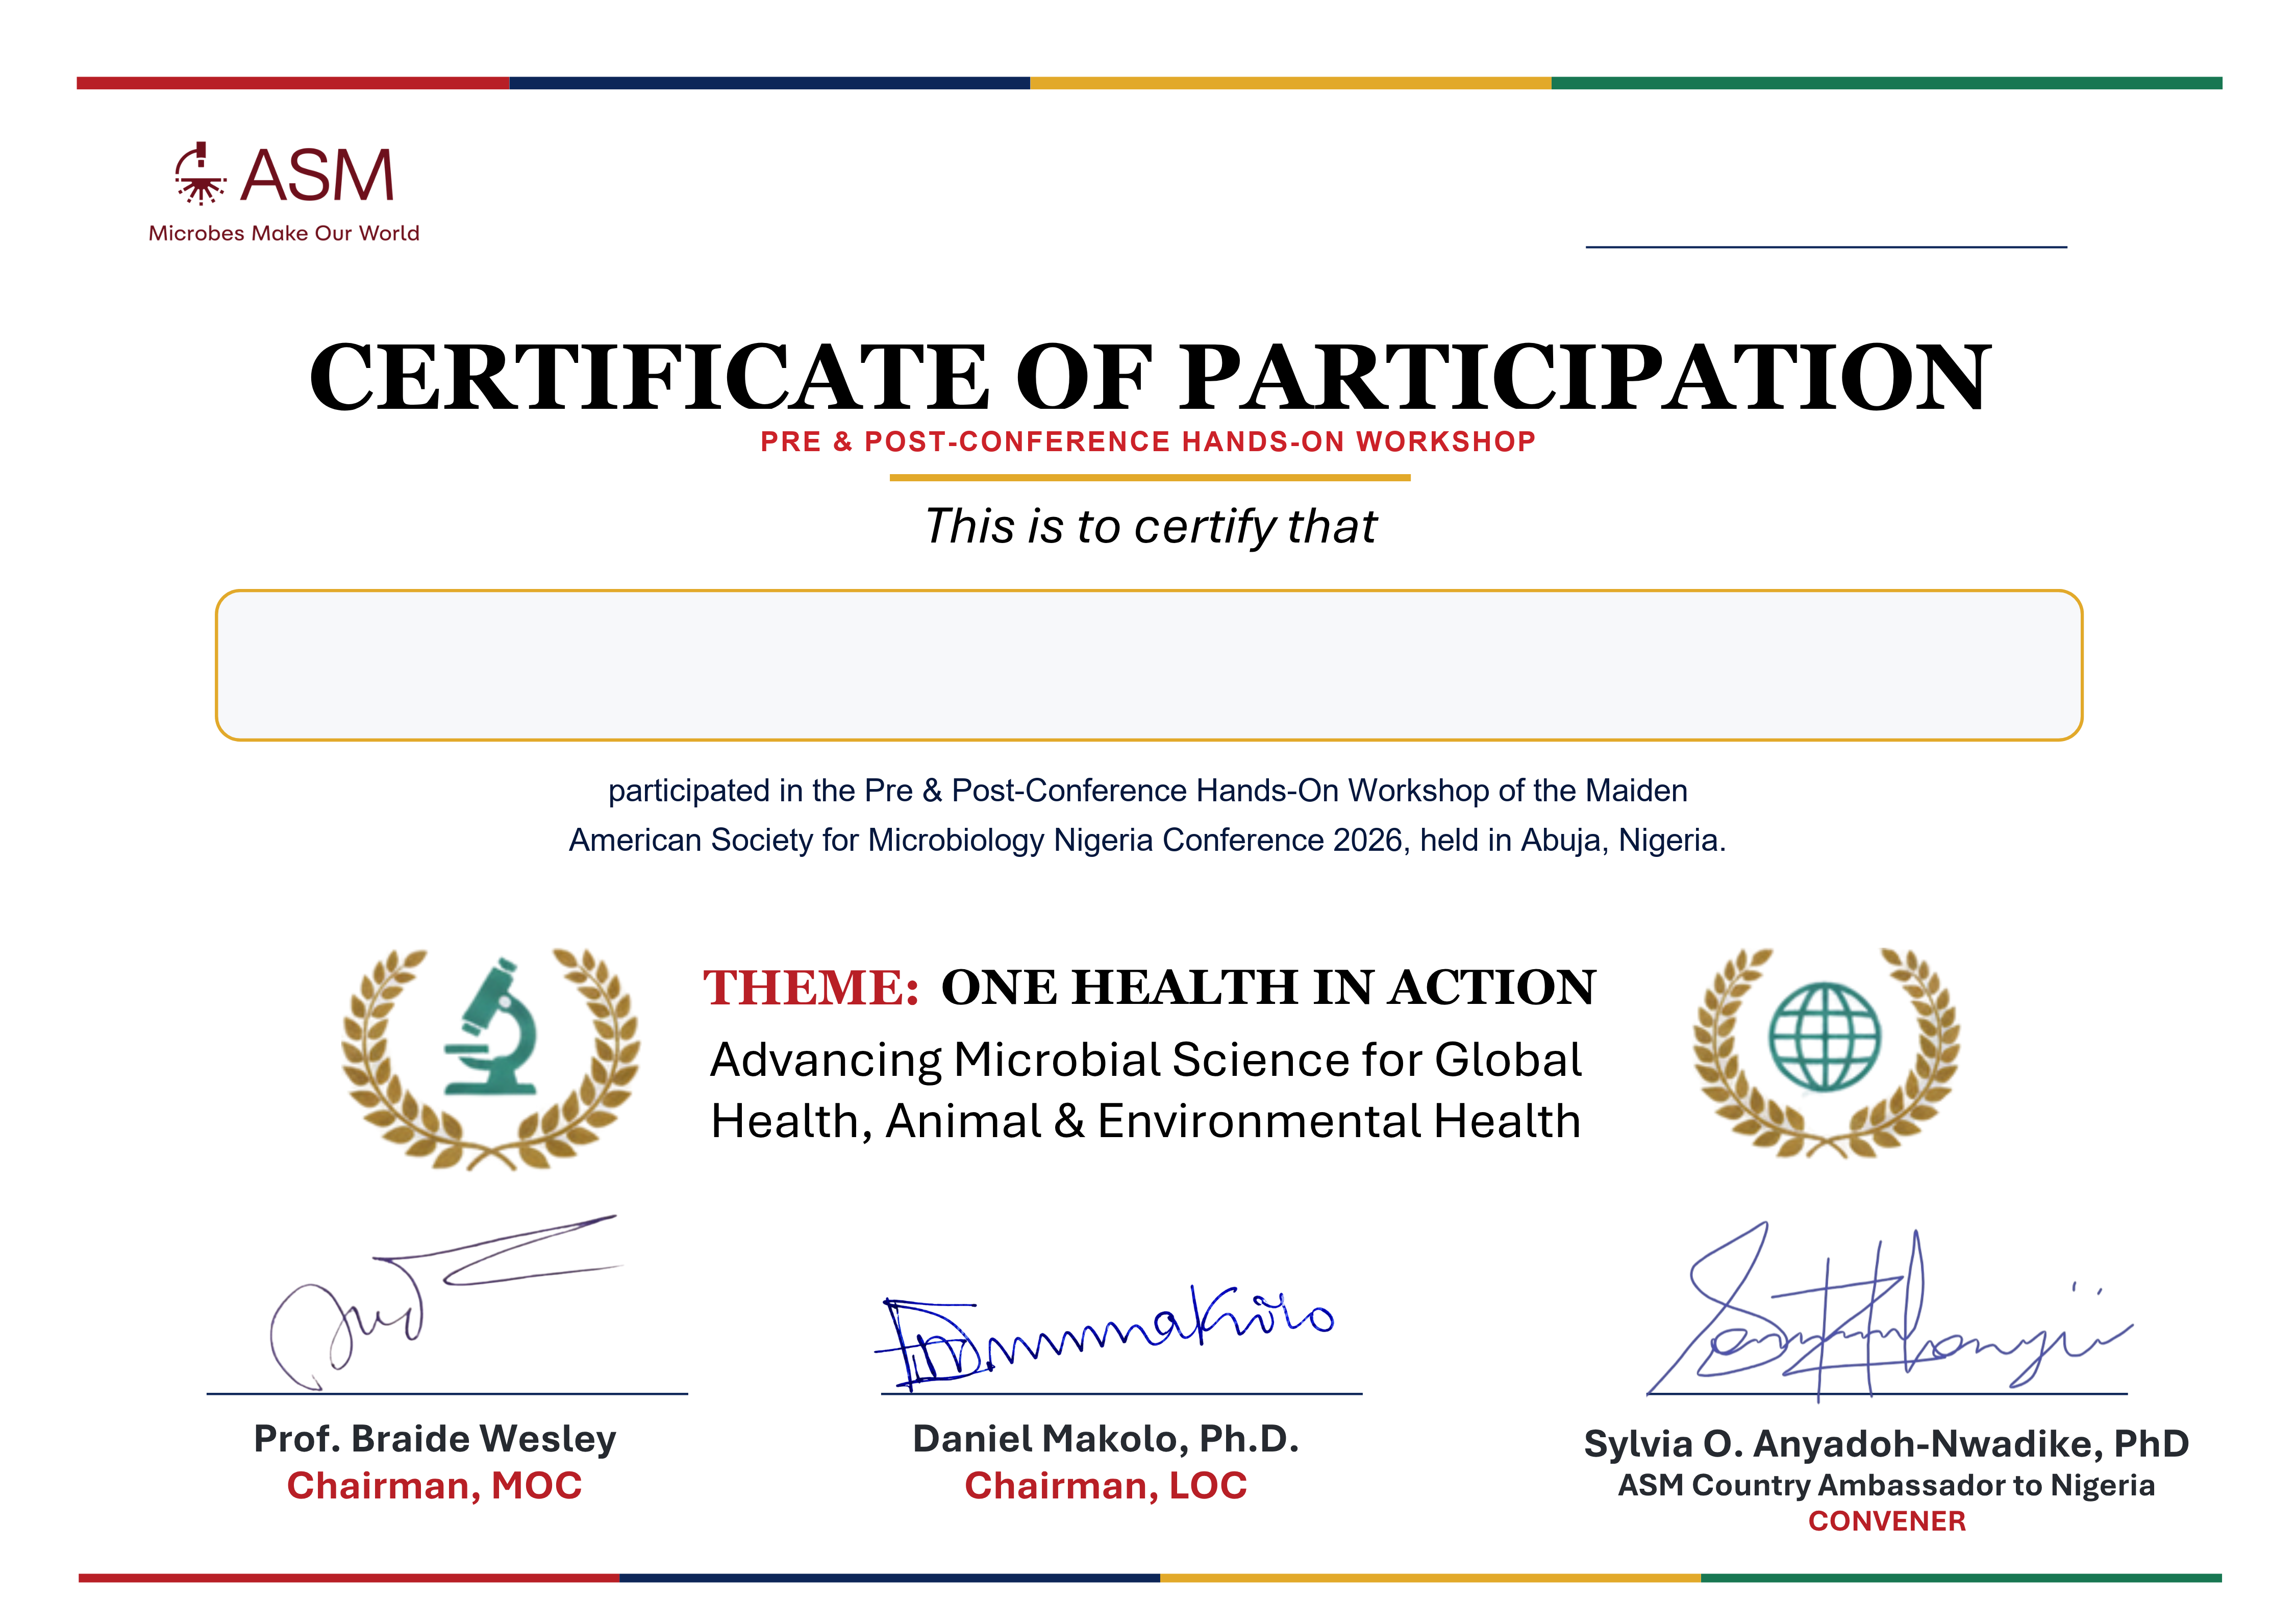 ASM
Microbes Make Our World
CERTIFICATE OF PARTICIPATION
PRE & POST-CONFERENCE HANDS-ON WORKSHOP
This is to certify that
participated in the Pre & Post-Conference Hands-On Workshop of the Maiden
American Society for Microbiology Nigeria Conference 2026, held in Abuja, Nigeria.
THEME: ONE HEALTH IN ACTION
Advancing Microbial Science for Global
Health, Animal & Environmental Health
Prof. Braide Wesley
Chairman, MOC
Daniel Makolo, Ph.D.
Chairman, LOC
Sylvia O. Anyadoh-Nwadike, PhD
ASM Country Ambassador to Nigeria
CONVENER